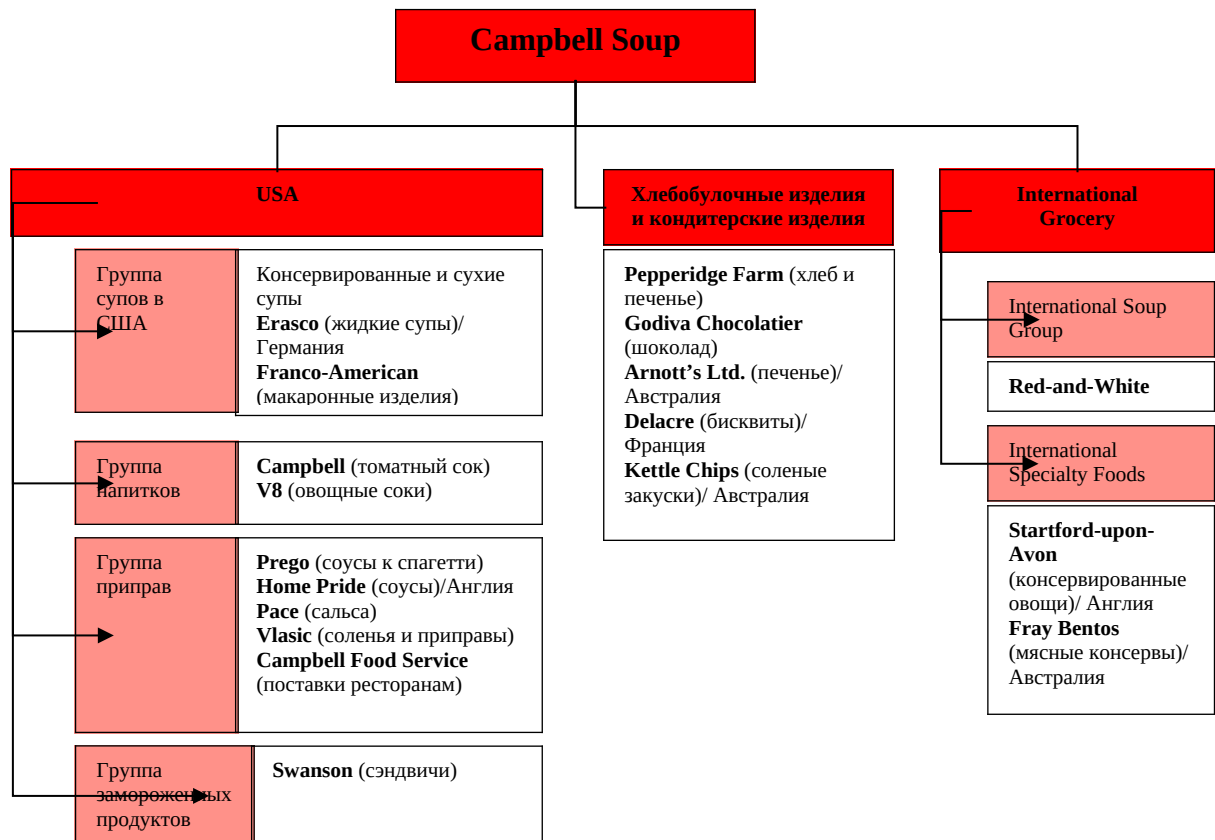 Campbell Soup
USA
Группа
супов в
США
Консервированные и сухие
супы
Erasco (жидкие супы)/
Германия
Franco-American
(макаронные изделия)
Группа
напитков
Campbell (томатный сок)
V8 (овощные соки)
Группа
приправ
Prego (соусы к спагетти)
Home Pride (соусы)/Англия
Pace (сальса)
Vlasic (соленья и приправы)
Campbell Food Service
(поставки ресторанам)
Группа
замороженных
продуктов
Swanson (сэндвичи)
Хлебобулочные изделия
и кондитерские изделия
Pepperidge Farm (хлеб и
печенье)
Godiva Chocolatier
(шоколад)
Arnott’s Ltd. (печенье)/
Австралия
Delacre (бисквиты)/
Франция
Kettle Chips (соленые
закуски)/ Австралия
International
Grocery
International Soup
Group
Red-and-White
International
Specialty Foods
Startford-upon-
Avon
(консервированные
овощи)/ Англия
Fray Bentos
(мясные консервы)/
Австралия